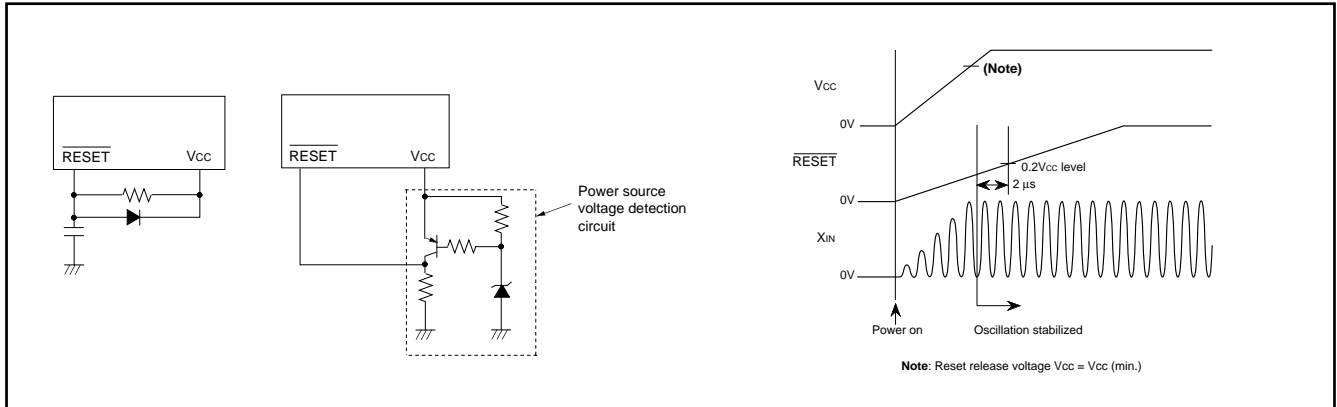 RESET VCC
RESET VCC
Power source
voltage detection
circuit
VCC
(Note)
0V
RESET
0.2VCC level
2 μs
0V
XIN
0V
Power on
Oscillation stabilized
Note: Reset release voltage VCC = VCC (min.)